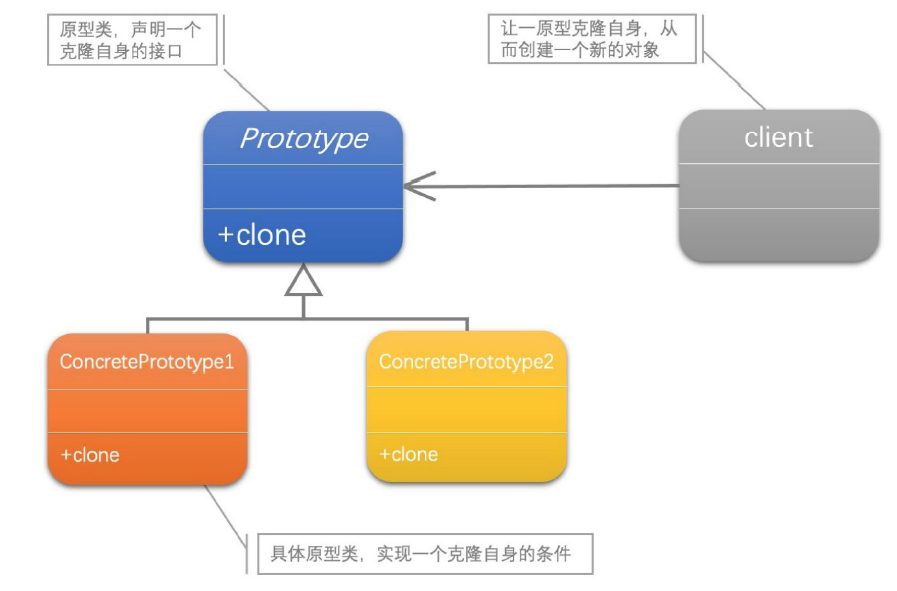 原型类，声明一个
克隆自身的接口
让一原型克隆自身，从
而创建一个新的对象
Prototype
+clone
client
ConcretePrototype1
+clone
ConcretePrototype2
+clone
具体原型类，实现一个克隆自身的条件